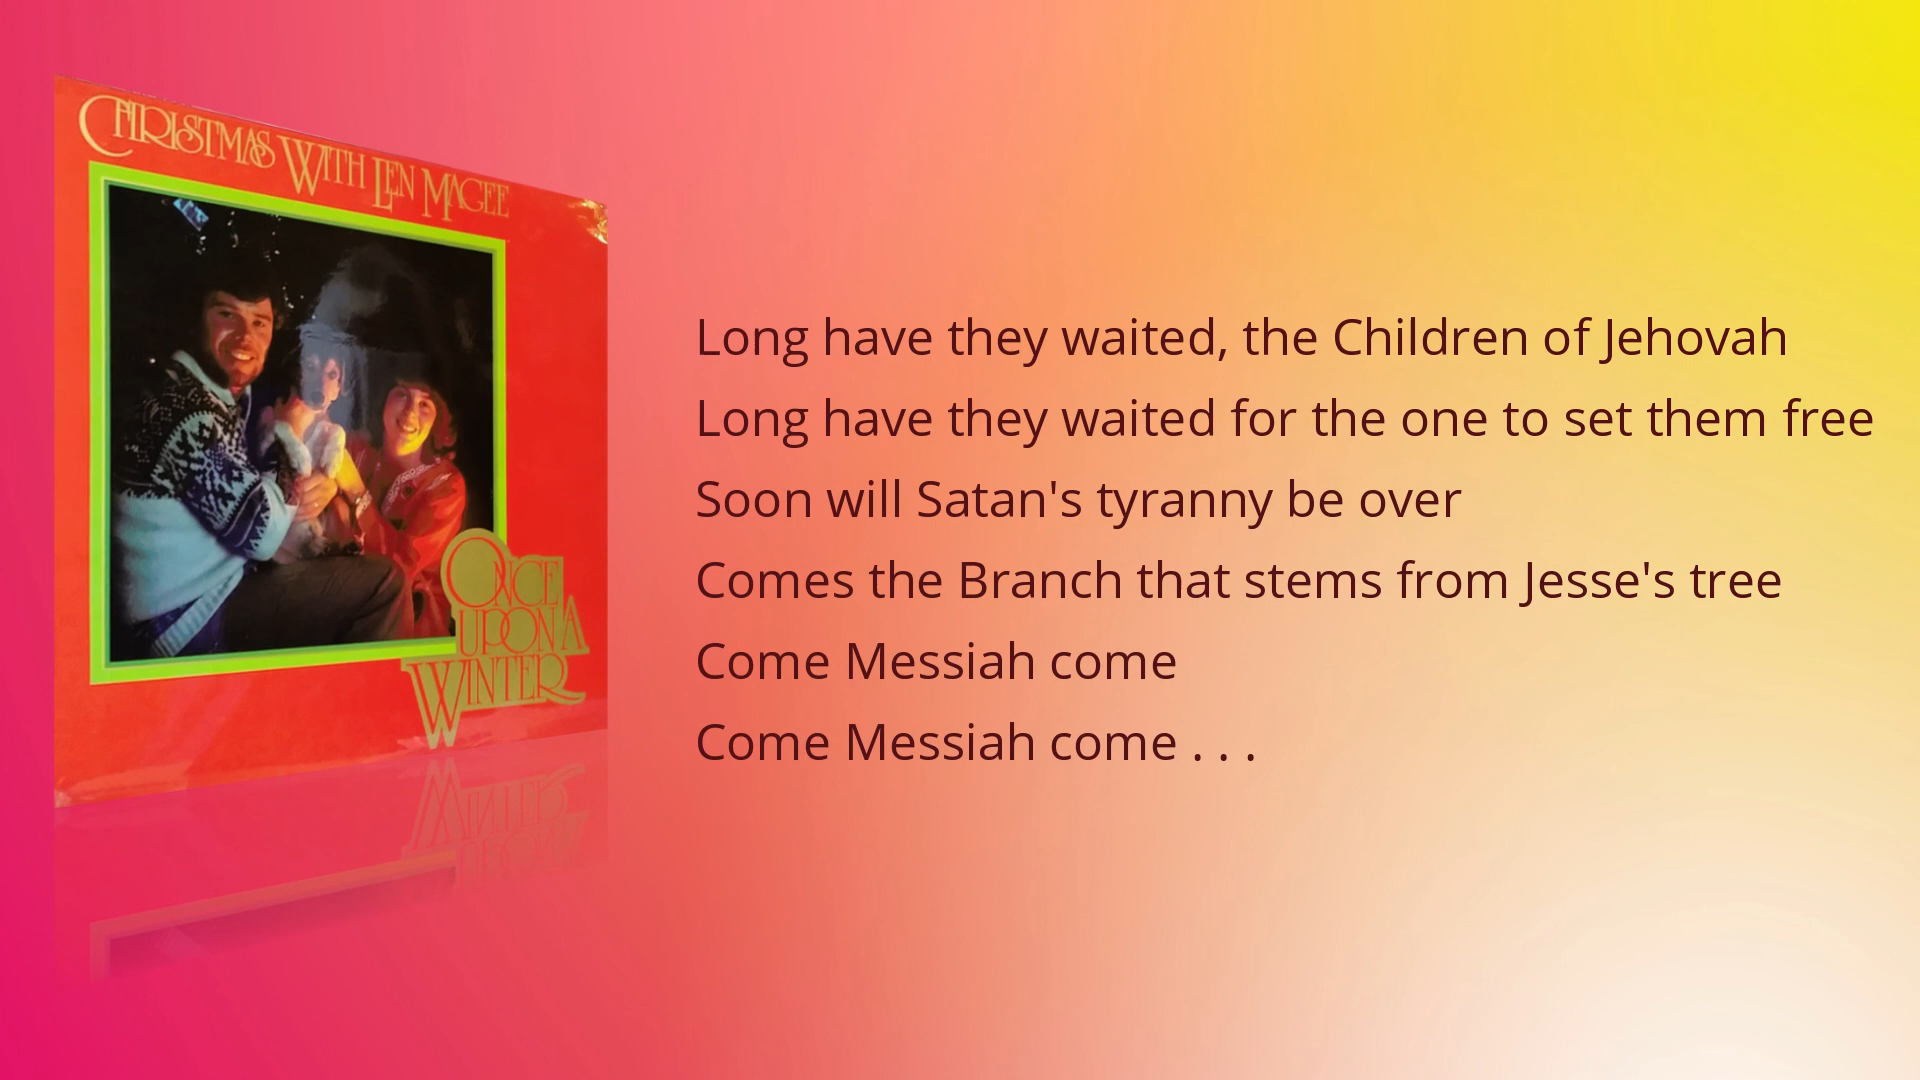 CHRISTMAS WITH LEN MAGEE
ONCE
UPON A
WINTER
Long have they waited, the Children of Jehovah
Long have they waited for the one to set them free
Soon will Satan's tyranny be over
Comes the Branch that stems from Jesse's tree
Come Messiah come
Come Messiah come . . .